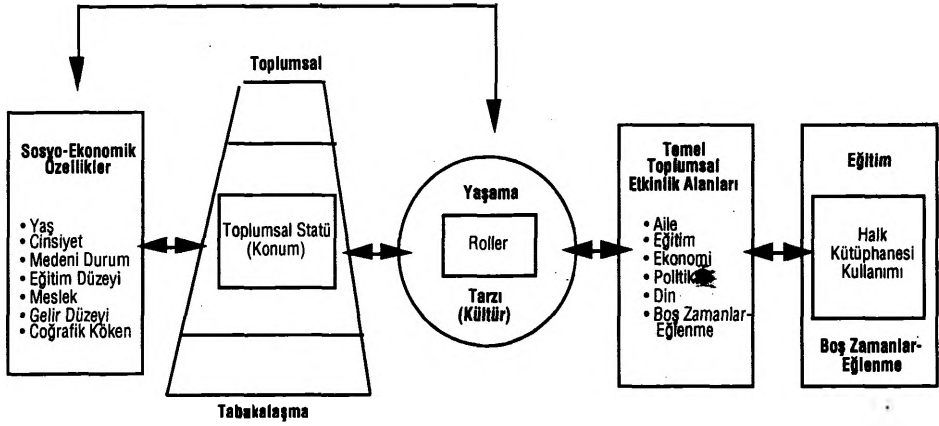 Sosyo-Ekonomik
Özellikler
• Yaş
• Cinsiyet
• Medeni Durum
• Eğitim Düzeyi
• Meslek
• Gelir Düzeyi
• Coğrafik Köken
Toplumsal
Toplumsal Statü
(Konum)
Tabakalaşma
Yaşama
Roller
Tarzı
(Kültür)
Temel
Toplumsal
Etkinlik Alanları
• Aile
• Eğitim
• Ekonomi
• Politika
• Din
• Boş Zamanlar-
Eğlenme
Eğitim
Halk
Kütüphanesi
Kullanımı
Boş Zamanlar-
Eğlenme